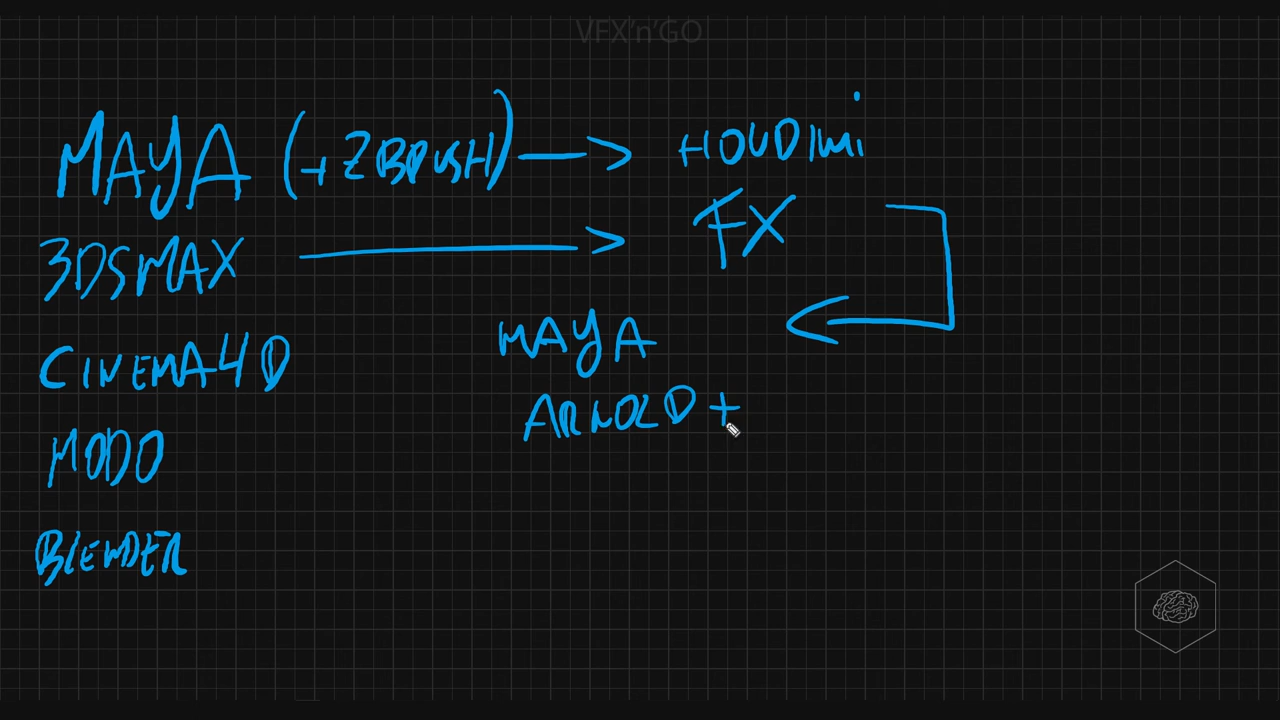 VFX'n'GO
MAYA (+ZBRUSH) → HOUDINI
3DSMAX → FX
MAYA
CINEMA4D
ARNOLD +
MODO
BLENDER